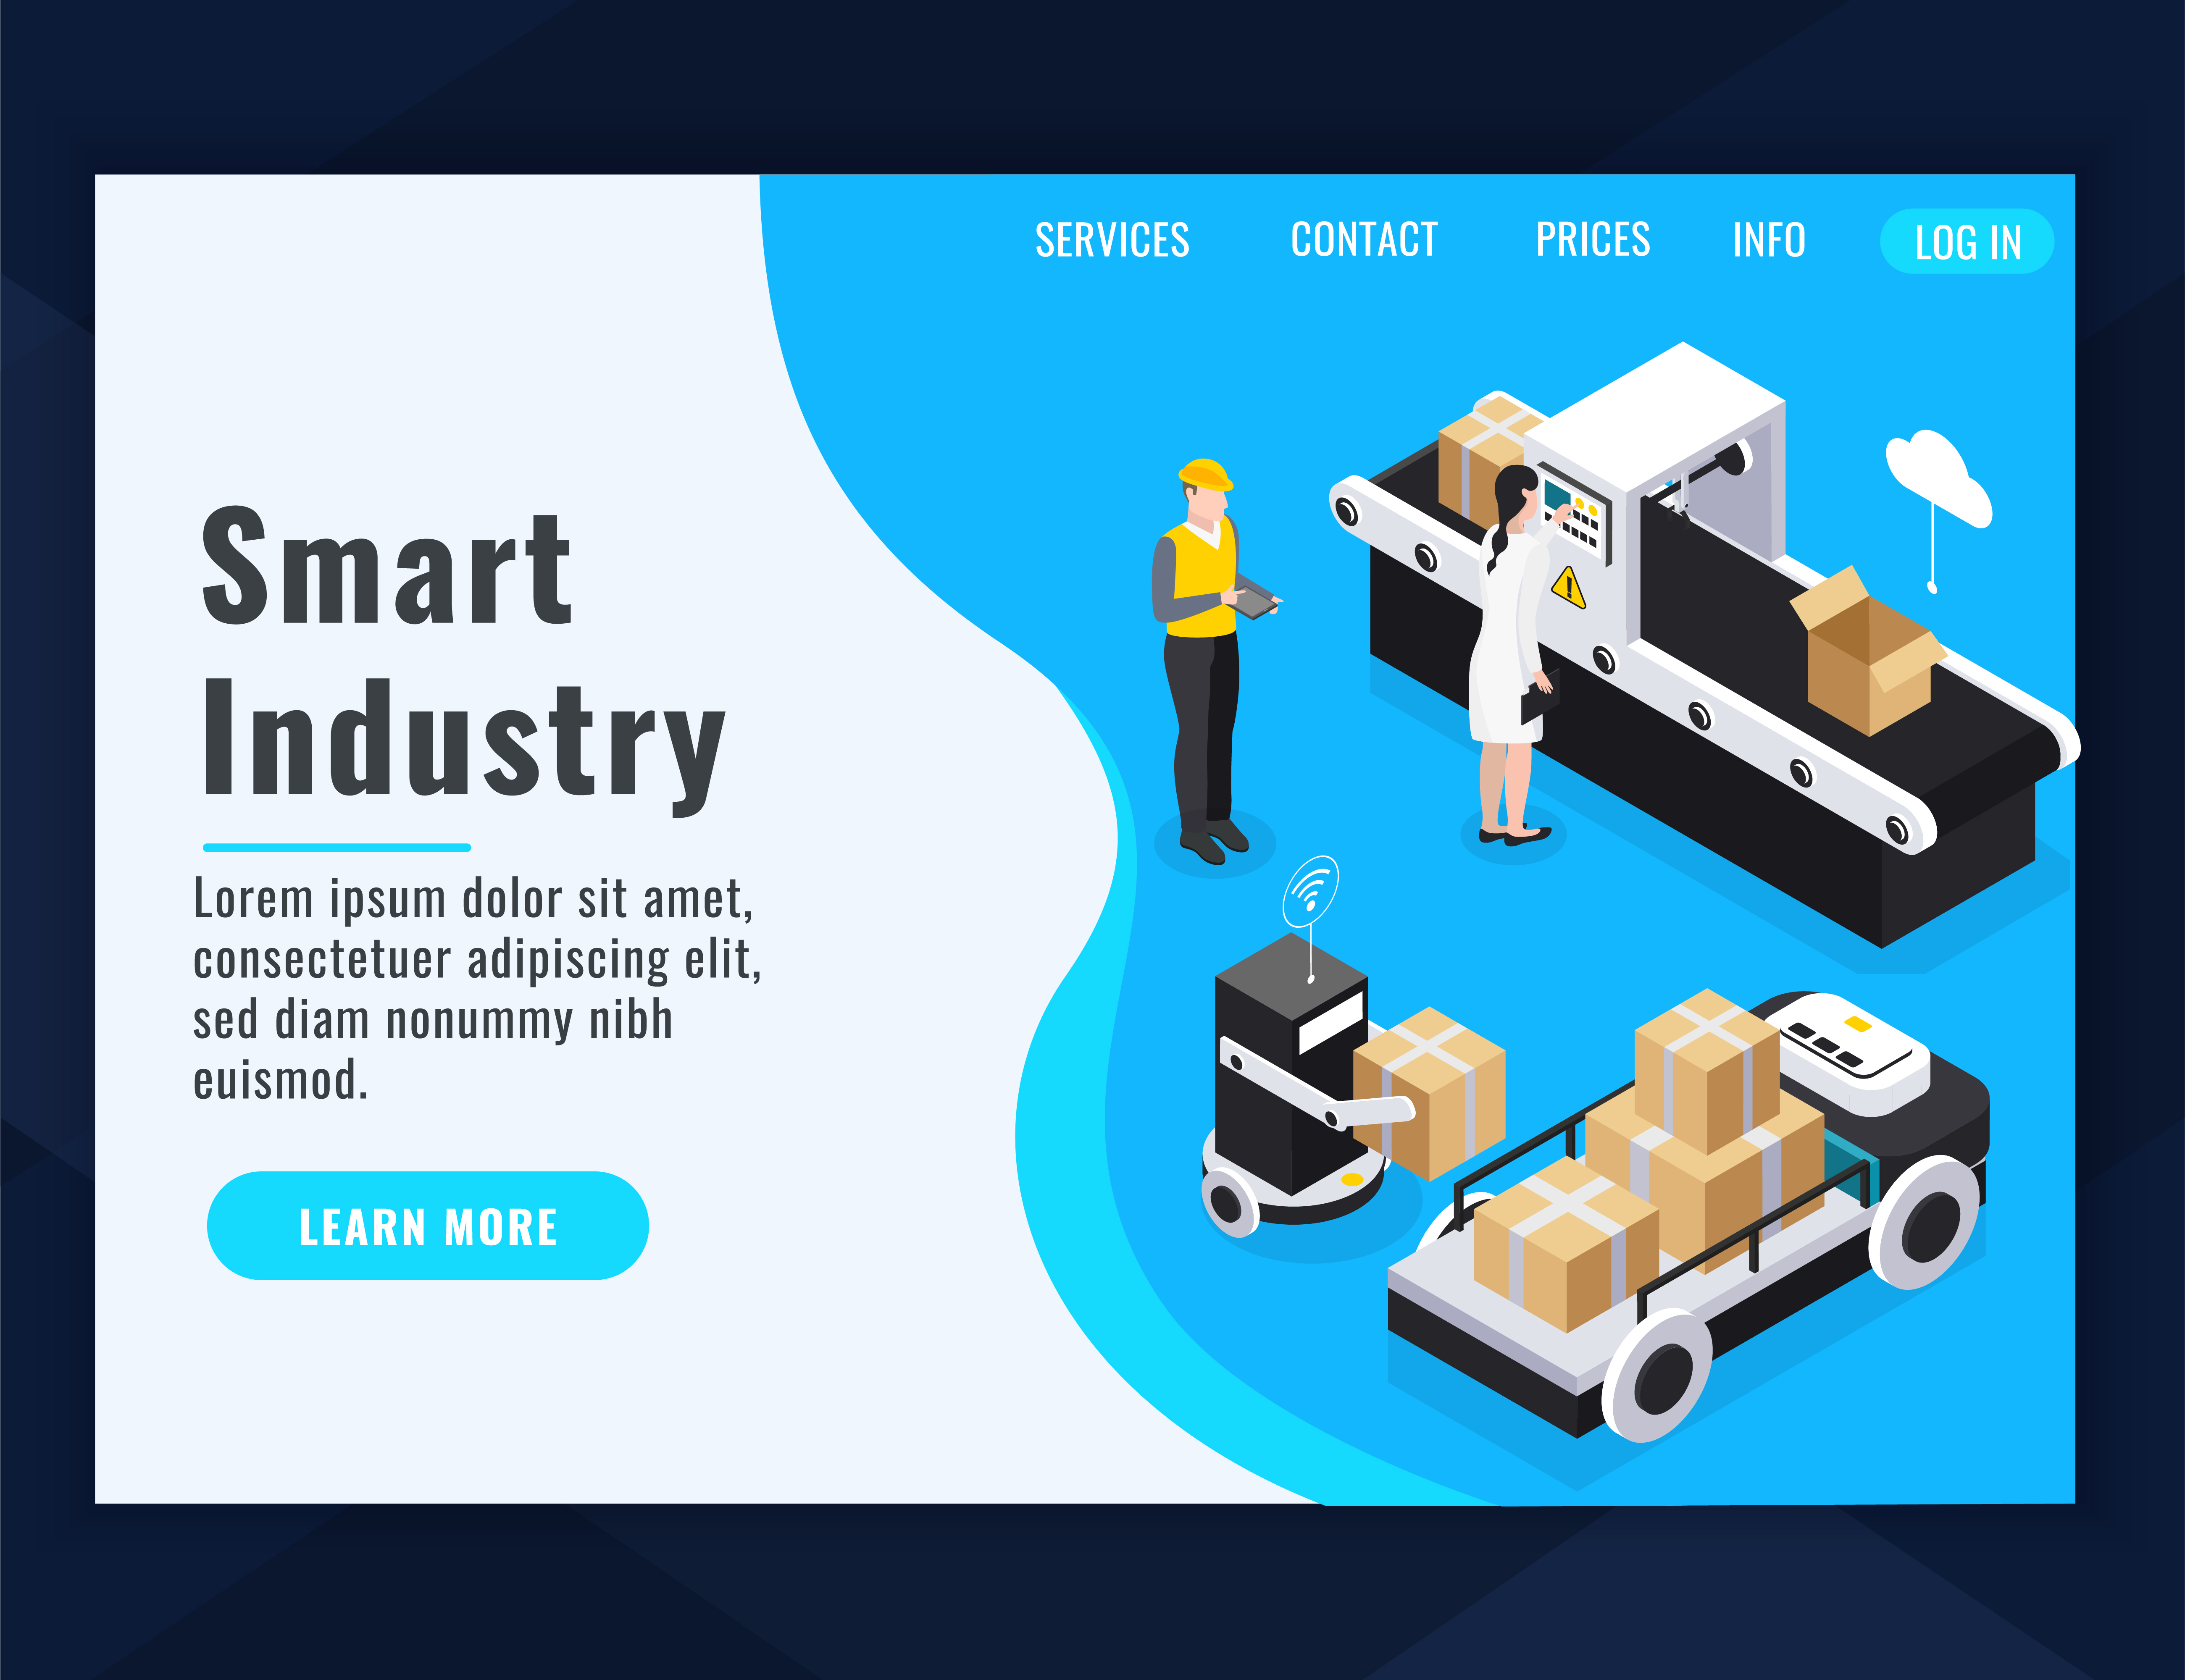 SERVICES CONTACT PRICES INFO LOG IN
Smart
Industry
Lorem ipsum dolor sit amet,
consectetuer adipiscing elit,
sed diam nonummy nibh
euismod.
LEARN MORE